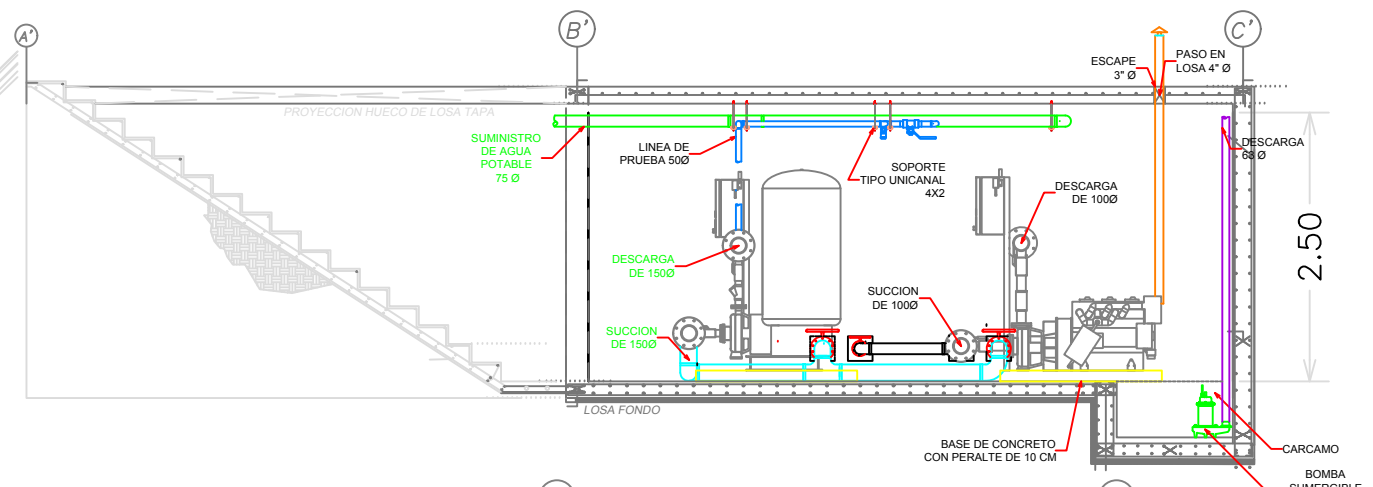 A'
B'
C'
ESCAPE
3" Ø
PASO EN
LOSA 4" Ø
PROYECCION HUECO DE LOSA TAPA
SUMINISTRO
DE AGUA
POTABLE
75 Ø
LINEA DE
PRUEBA 50Ø
SOPORTE
TIPO UNICANAL
4X2
DESCARGA
DE 100Ø
DESCARGA
68 Ø
2.50
DESCARGA
DE 150Ø
SUCCION
DE 100Ø
SUCCION
DE 150Ø
LOSA FONDO
BASE DE CONCRETO
CON PERALTE DE 10 CM
CARCAMO
BOMBA
SUMERGIBLE